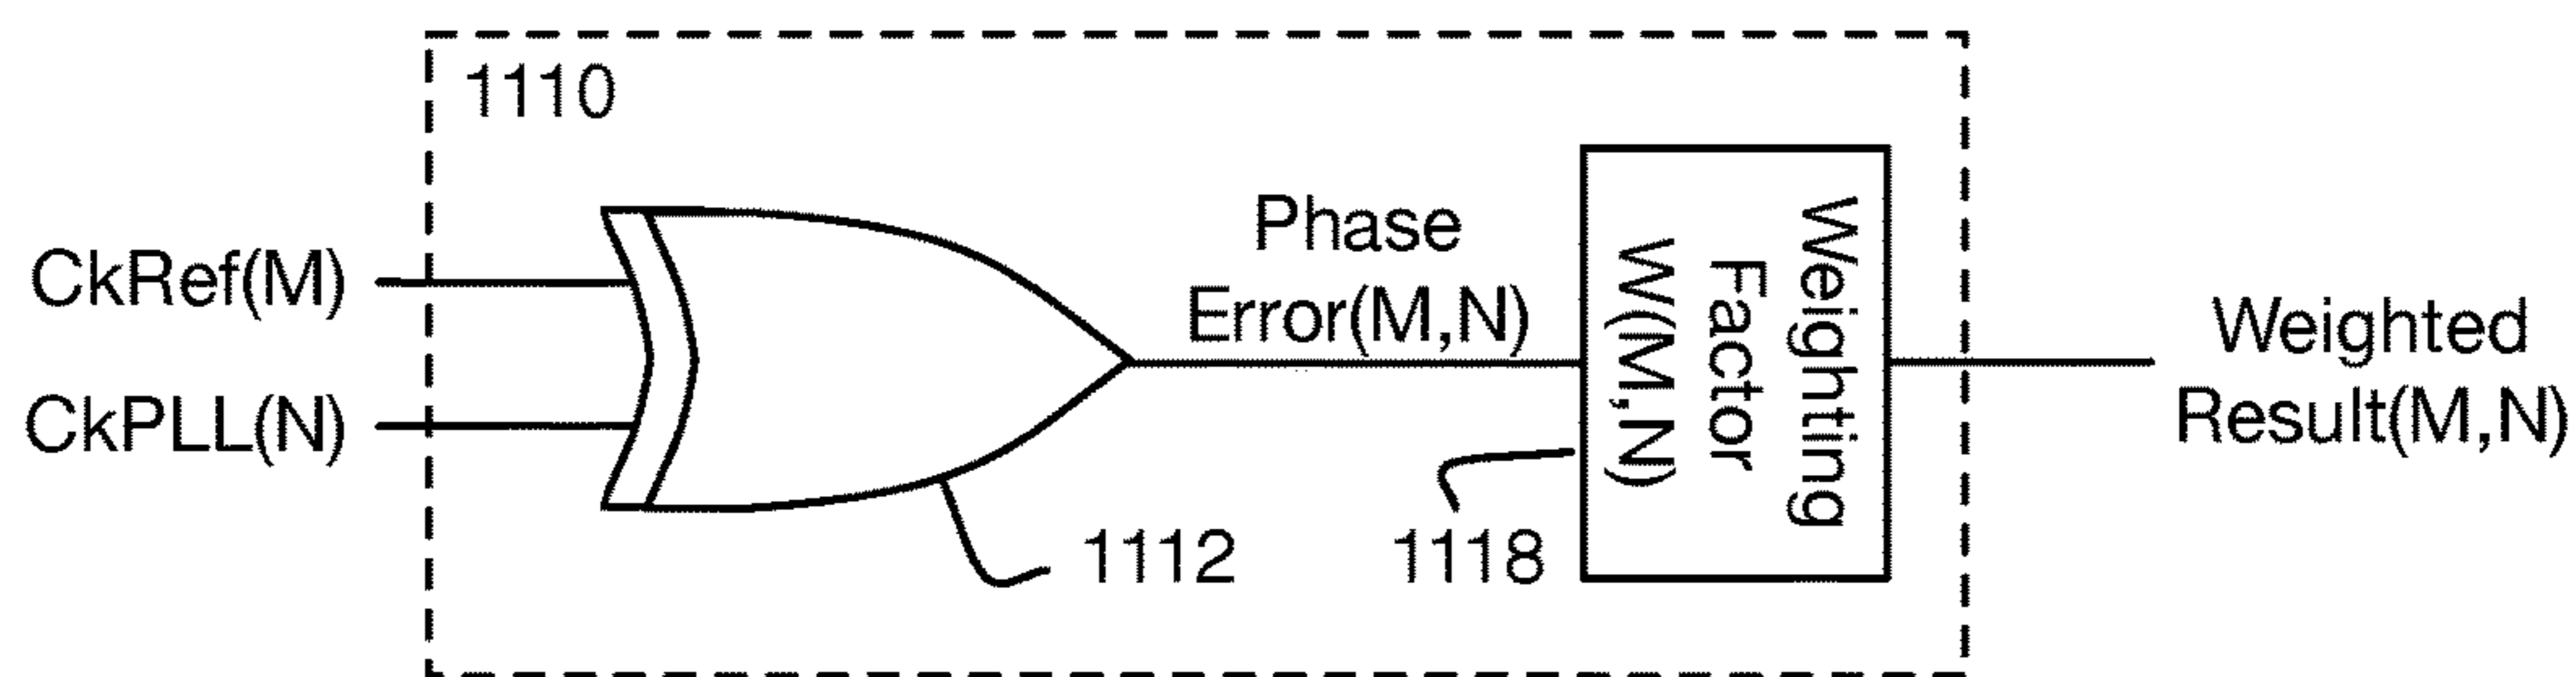 1110
CkRef(M)
CkPLL(N)
Phase
Error(M,N)
Weighting
Factor
W(M,N)
Weighted
Result(M,N)
1112
1118